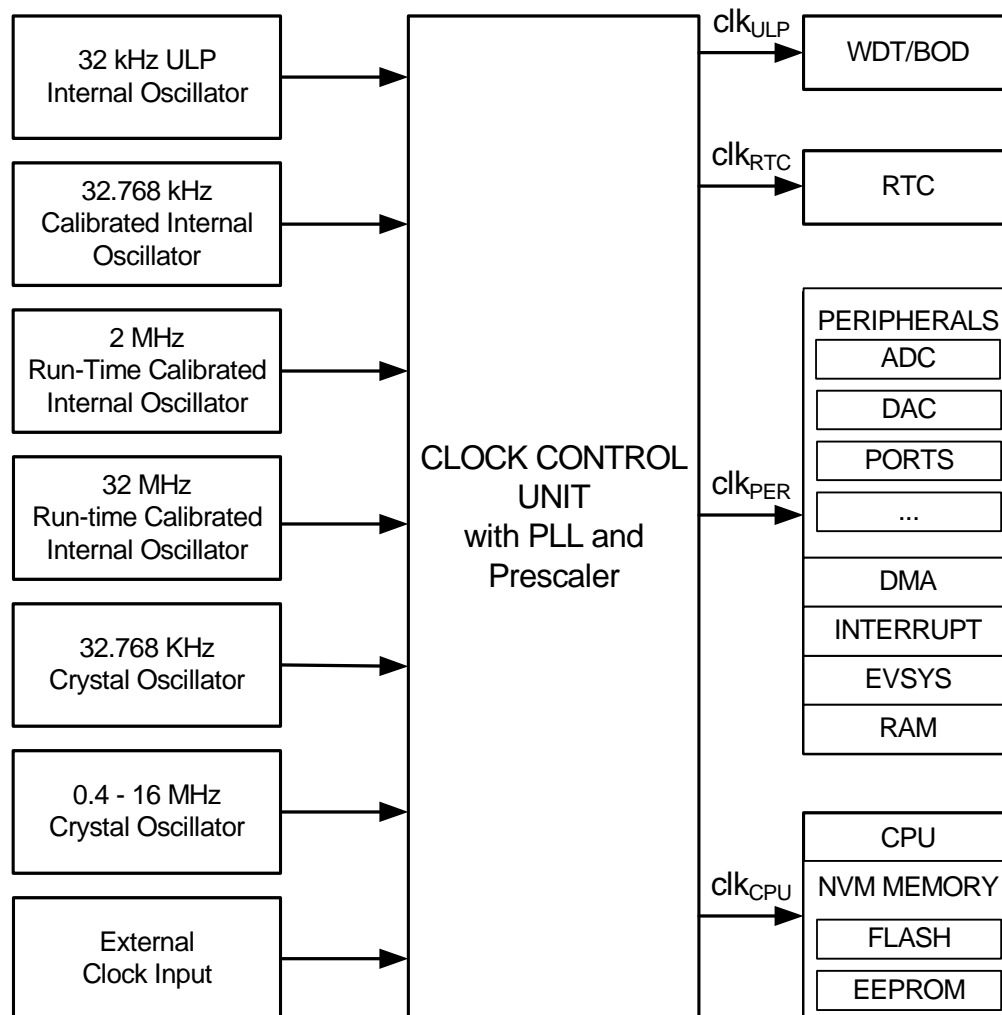 32 kHz ULP
Internal Oscillator
32.768 kHz
Calibrated Internal
Oscillator
2 MHz
Run-Time Calibrated
Internal Oscillator
32 MHz
Run-time Calibrated
Internal Oscillator
32.768 KHz
Crystal Oscillator
0.4 - 16 MHz
Crystal Oscillator
External
Clock Input
CLOCK CONTROL
UNIT
with PLL and
Prescaler
clkULP
clkRTC
clkPER
clkCPU
WDT/BOD
RTC
PERIPHERALS
ADC
DAC
PORTS
...
DMA
INTERRUPT
EVSYS
RAM
CPU
NVM MEMORY
FLASH
EEPROM